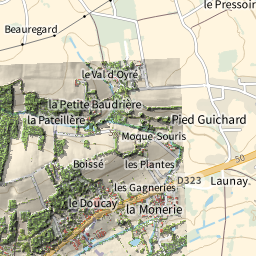 le Pressoir
Beauregard
le Val d'Oyré
la Petite Baudrière
la Pateillère
Pied Guichard
Moque-Souris
50
Boissé
les Plantes
D323
Launay
les Gagneries
le Doucay
la Monerie